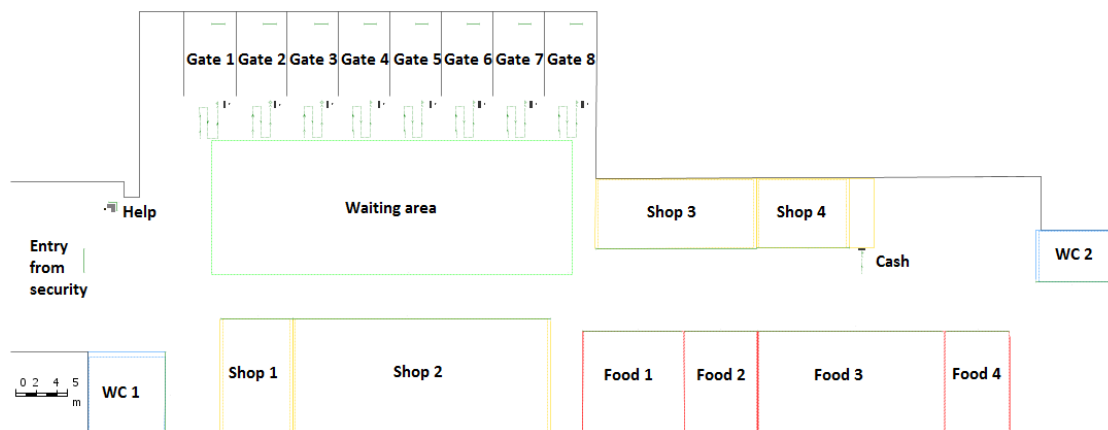 Gate 1 Gate 2 Gate 3 Gate 4 Gate 5 Gate 6 Gate 7 Gate 8
Help
Waiting area
Shop 3
Shop 4
Entry
from
security
Cash
WC 2
0 2 4 5
m
WC 1
Shop 1
Shop 2
Food 1
Food 2
Food 3
Food 4